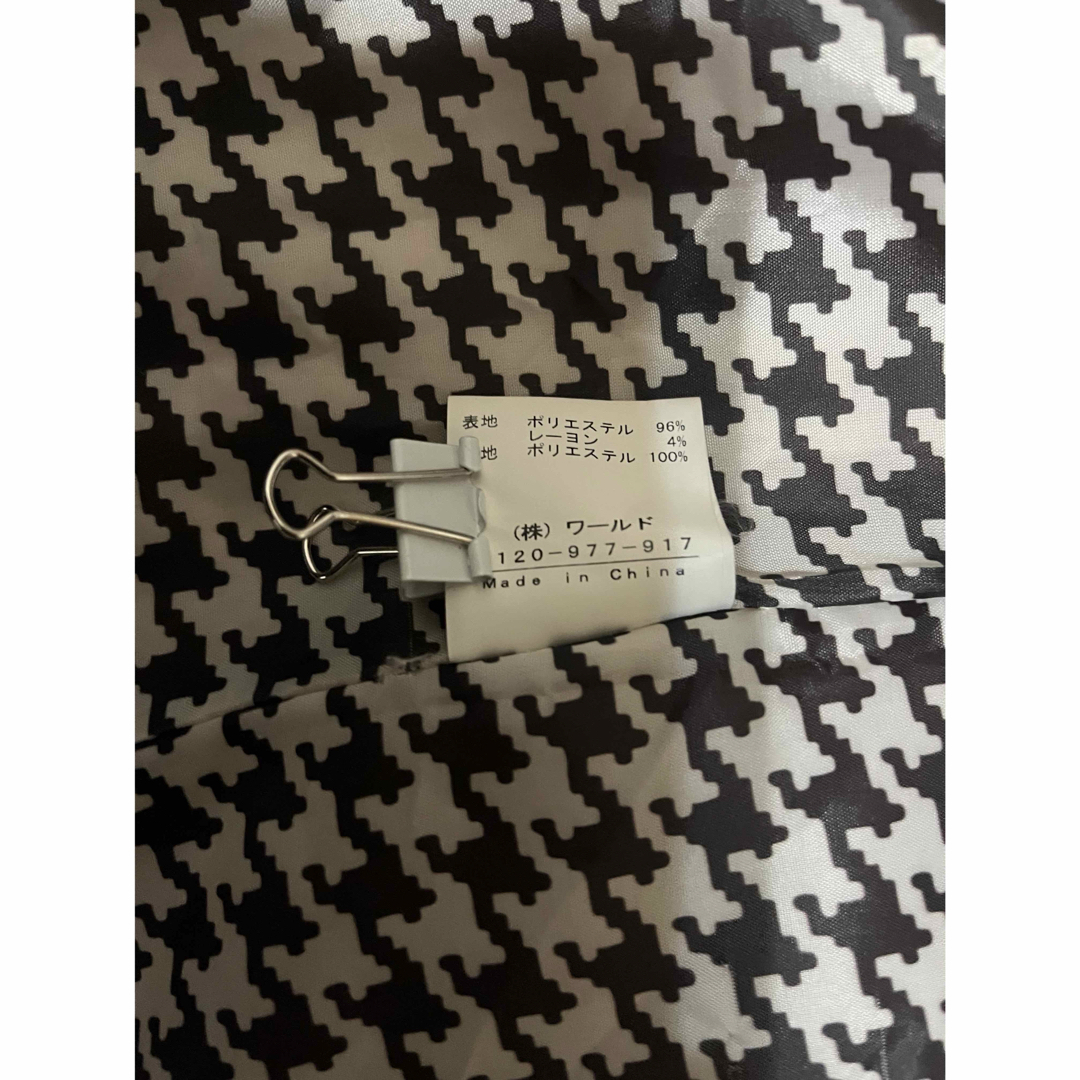 表地 ポリエステル 96%
レーヨン 4%
地 ポリエステル 100%
(株)ワールド
120-977-917
Made in China